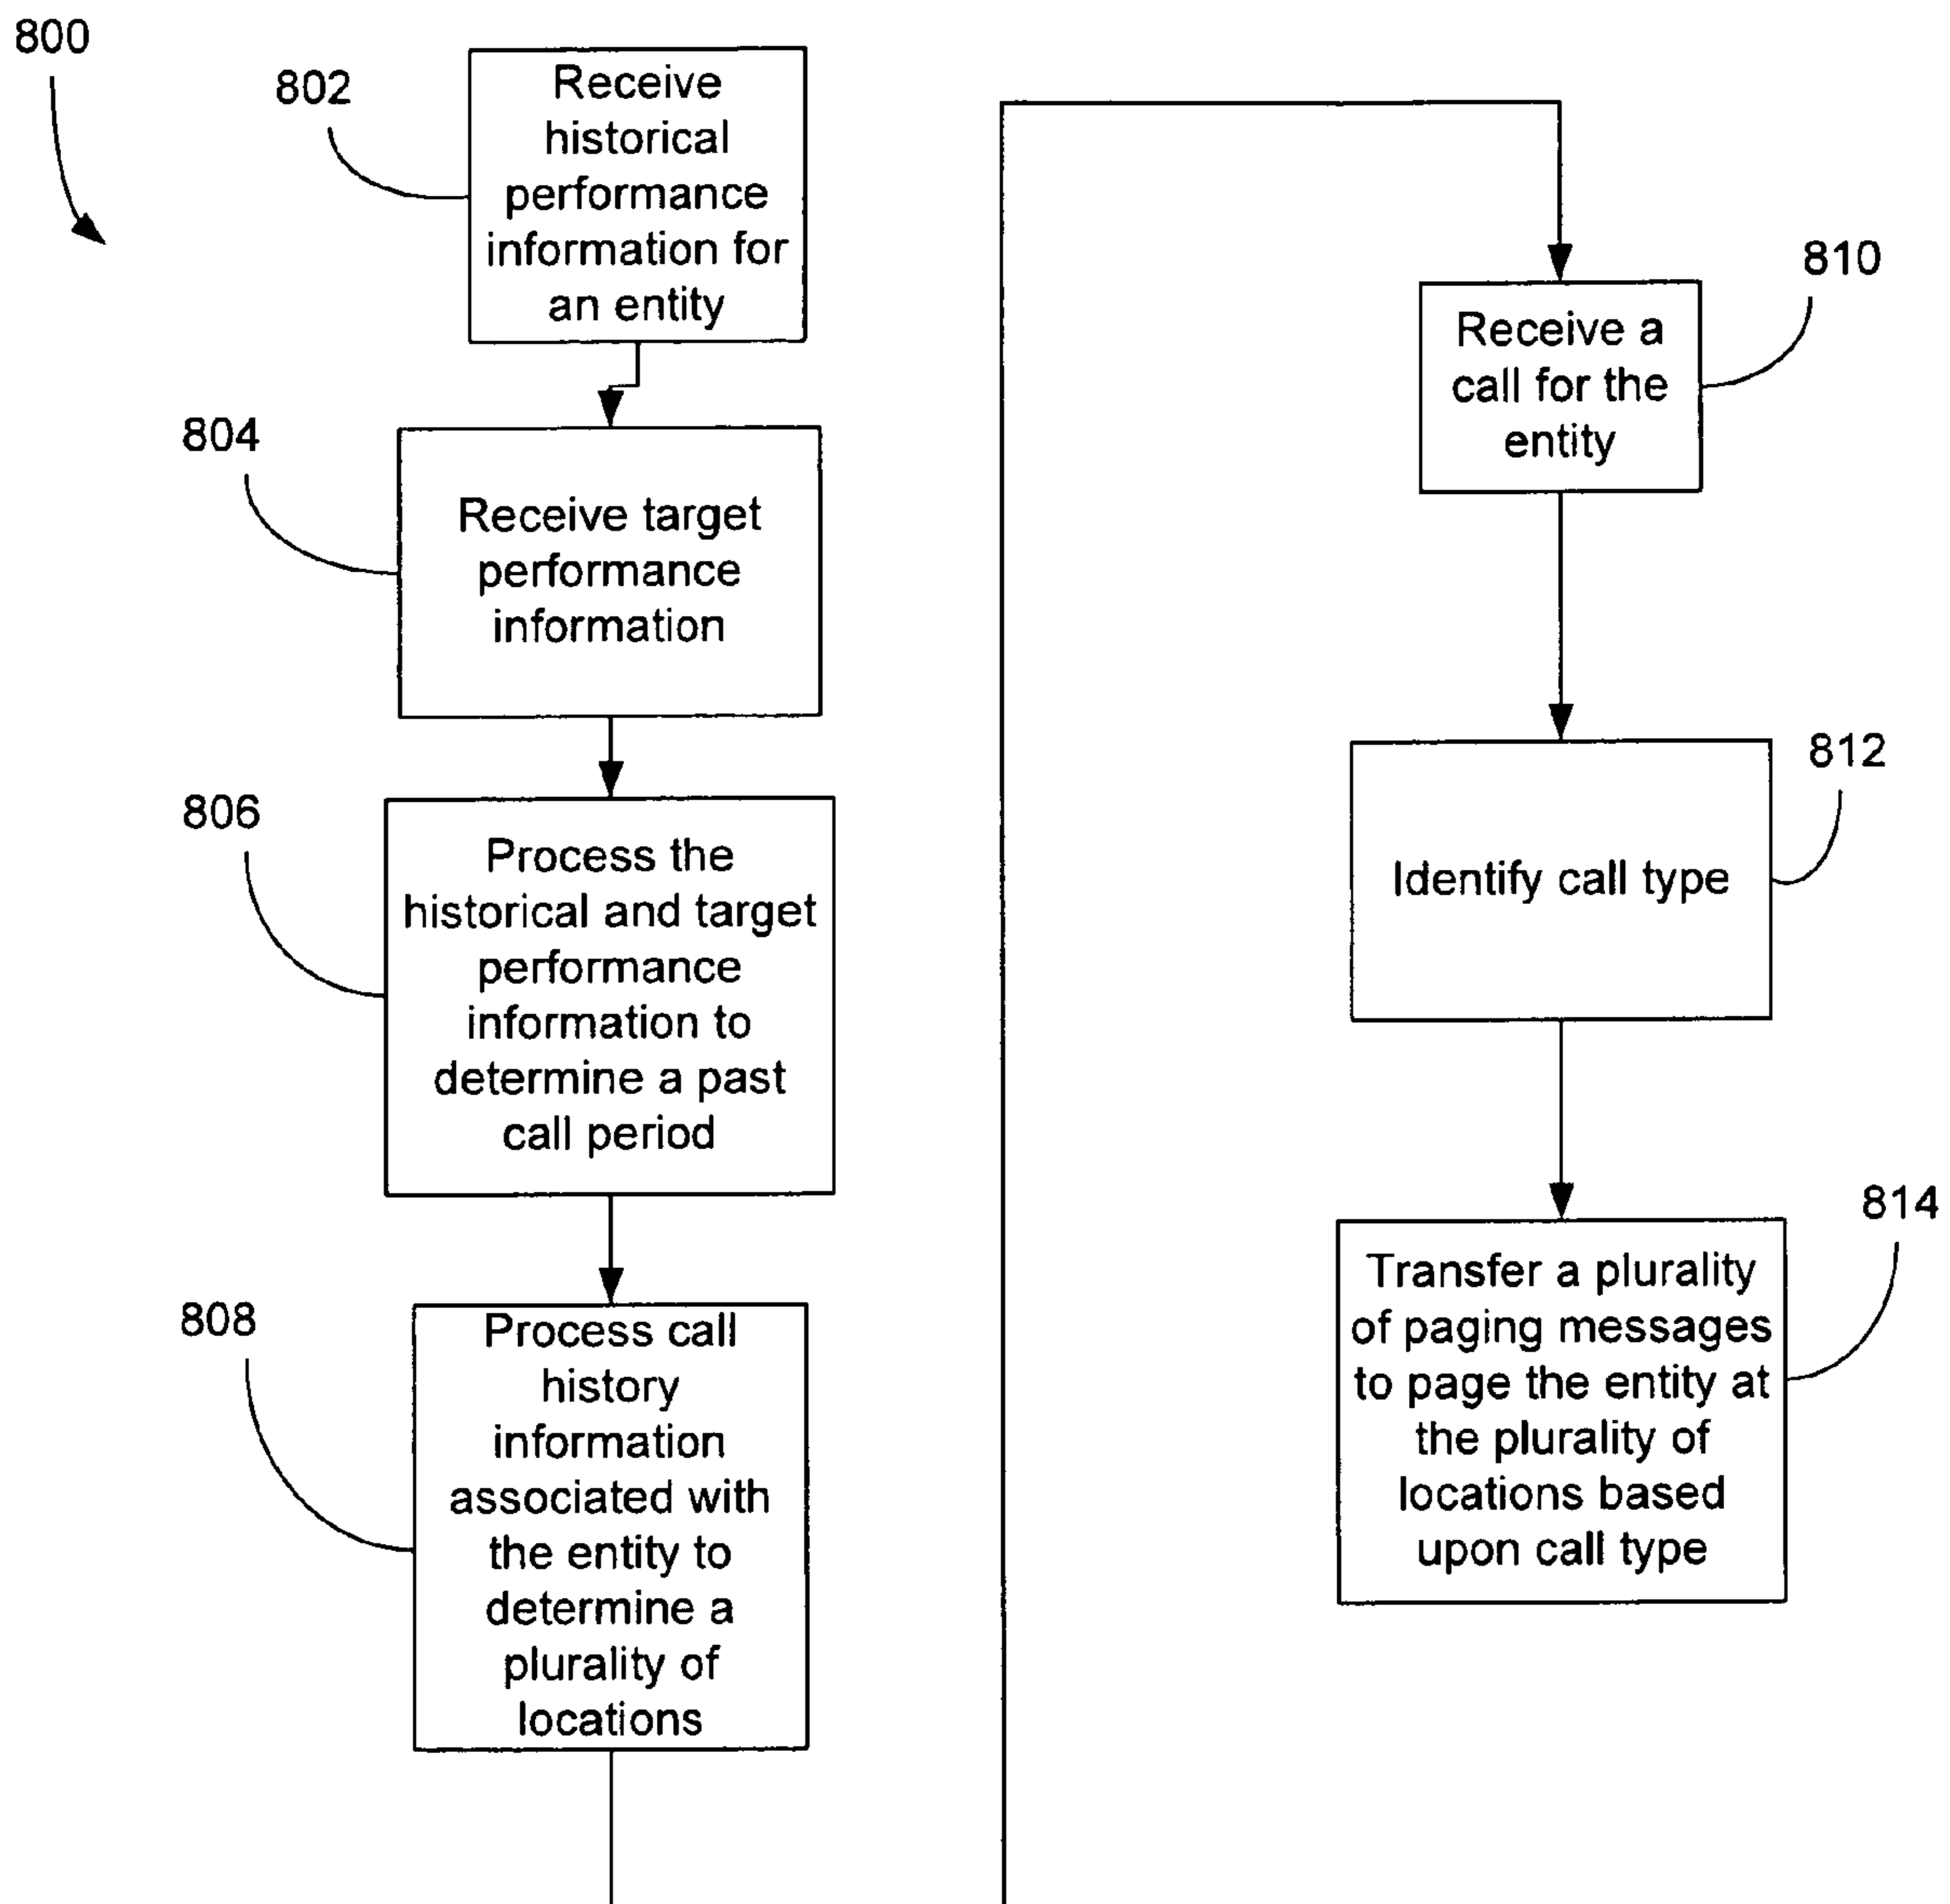 800
802
Receive
historical
performance
information for
an entity
804
Receive target
performance
information
806
Process the
historical and target
performance
information to
determine a past
call period
808
Process call
history
information
associated with
the entity to
determine a
plurality of
locations
810
Receive a
call for the
entity
812
Identify call type
814
Transfer a plurality
of paging messages
to page the entity at
the plurality of
locations based
upon call type